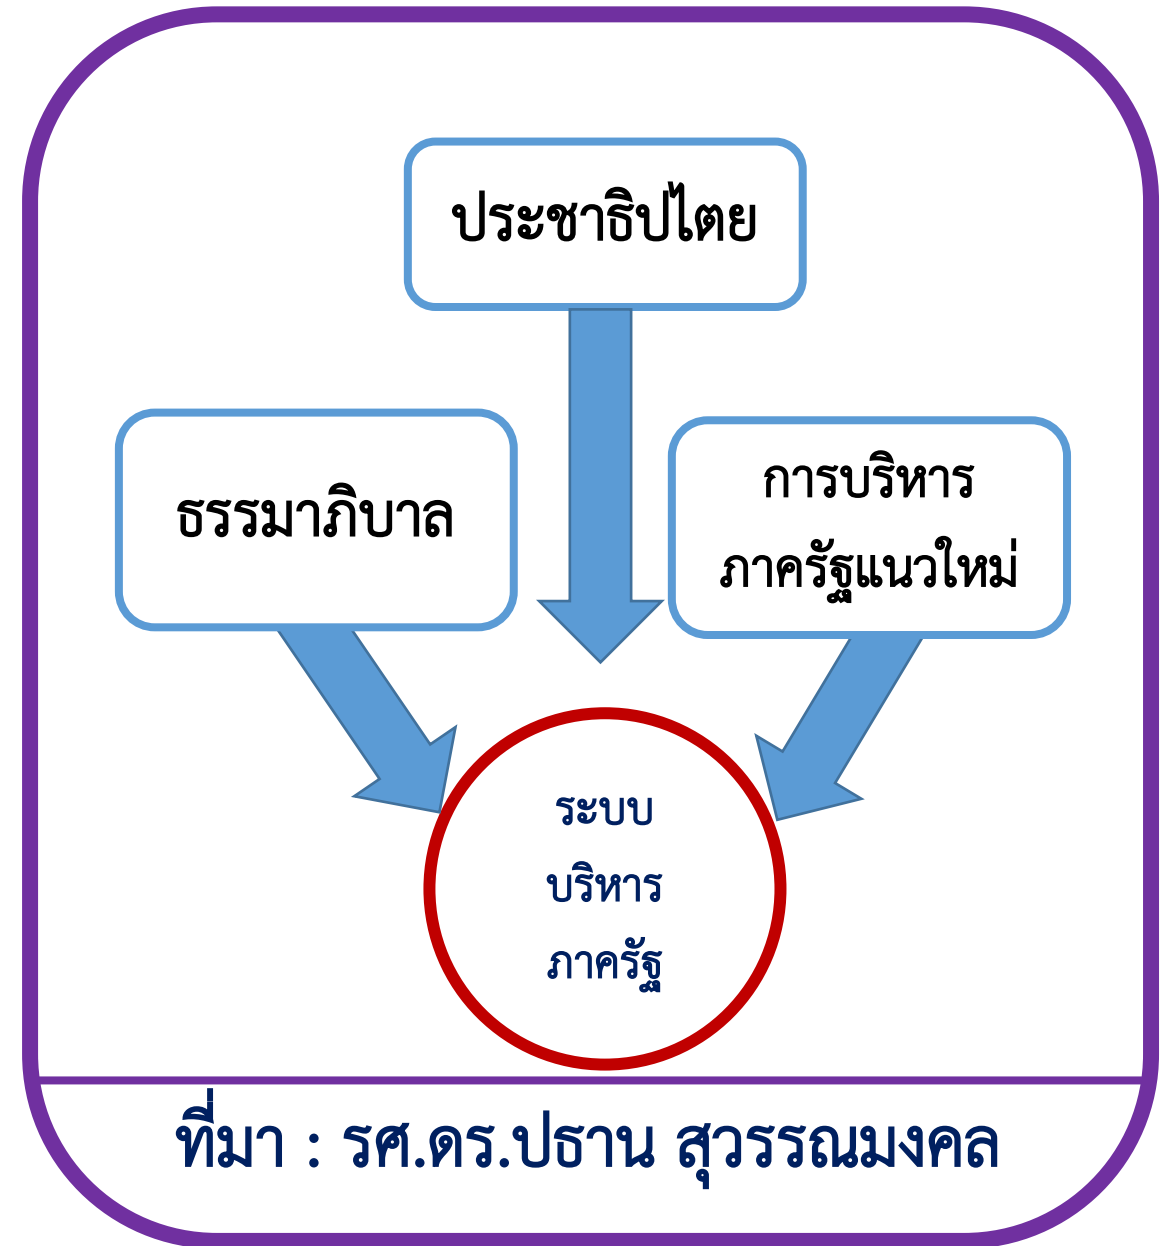 ประชาธิปไตย
ธรรมาภิบาล
การบริหาร
ภาครัฐแนวใหม่
ระบบ
บริหาร
ภาครัฐ
ที่มา : รศ.ดร.ปธาน สุวรรณมงคล